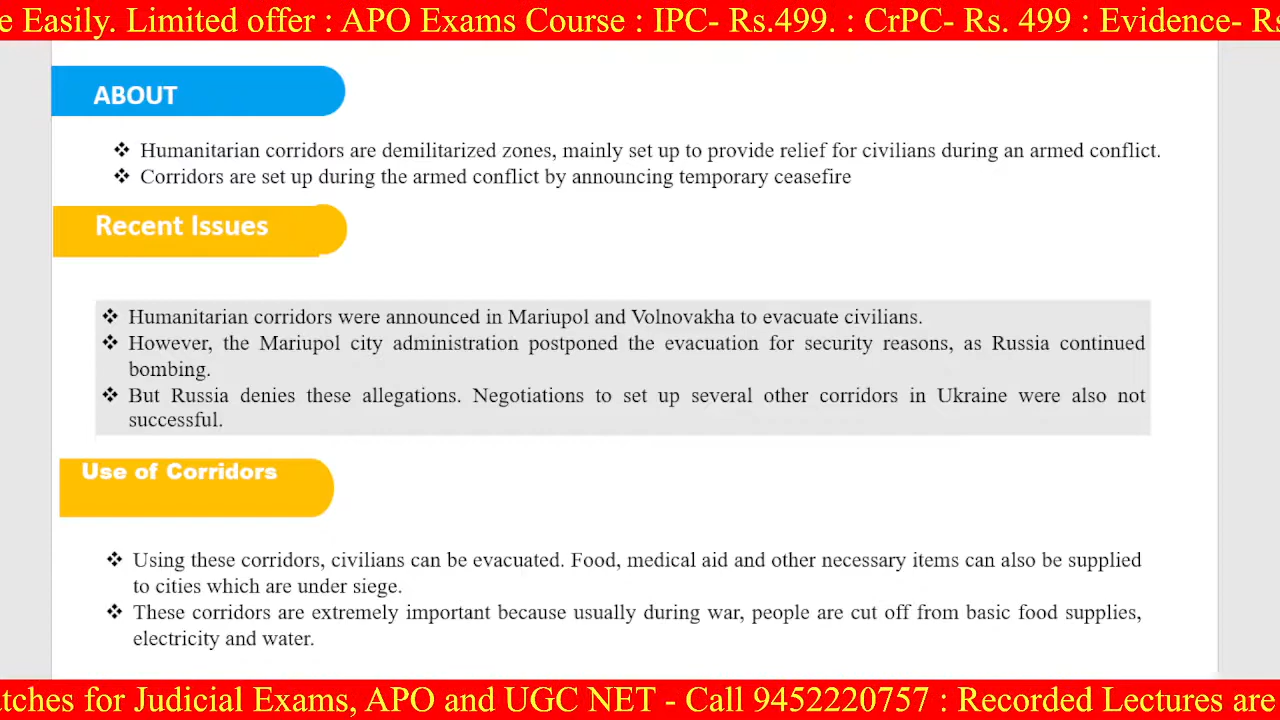 e Easily. Limited offer : APO Exams Course : IPC- Rs.499. : CrPC- Rs. 499 : Evidence- Rs
ABOUT
❖ Humanitarian corridors are demilitarized zones, mainly set up to provide relief for civilians during an armed conflict.
❖ Corridors are set up during the armed conflict by announcing temporary ceasefire
Recent Issues
❖ Humanitarian corridors were announced in Mariupol and Volnovakha to evacuate civilians.
❖ However, the Mariupol city administration postponed the evacuation for security reasons, as Russia continued
bombing.
❖ But Russia denies these allegations. Negotiations to set up several other corridors in Ukraine were also not
successful.
Use of Corridors
❖ Using these corridors, civilians can be evacuated. Food, medical aid and other necessary items can also be supplied
to cities which are under siege.
❖ These corridors are extremely important because usually during war, people are cut off from basic food supplies,
electricity and water.
atches for Judicial Exams, APO and UGC NET - Call 9452220757 : Recorded Lectures are